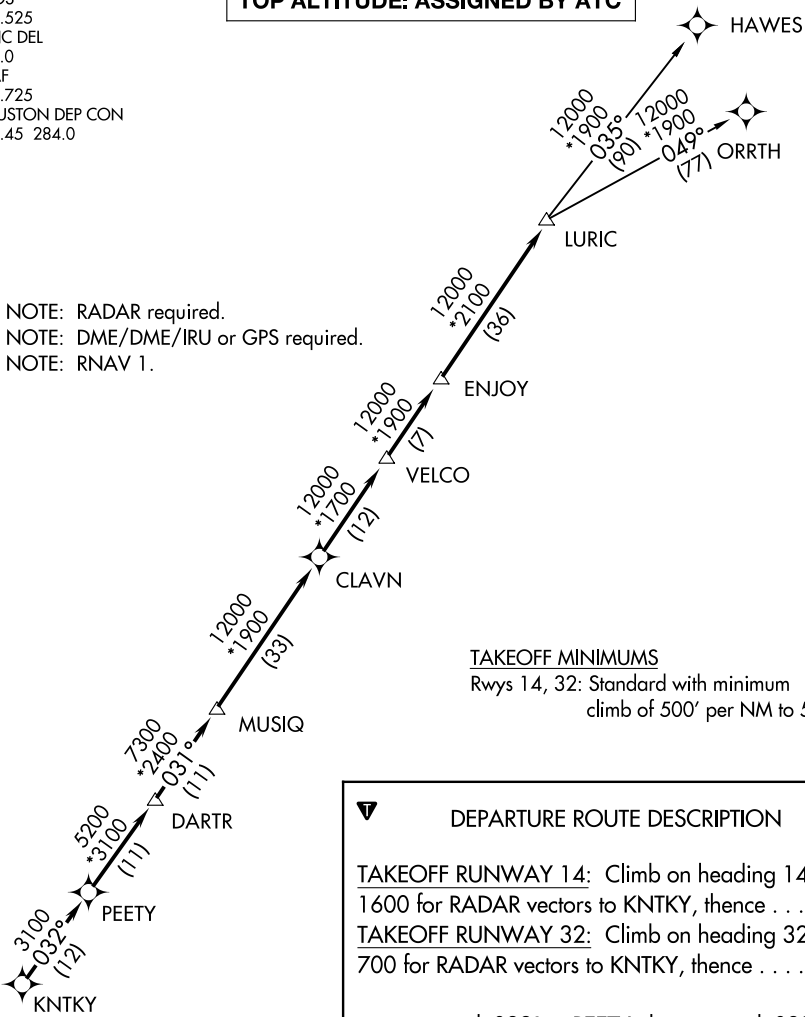 .525
IC DEL
.0
.725
USTON DEP CON
.45 284.0
TOP ALTITUDE: ASSIGNED BY ATC
HAWES
12000
*1900
035°
(90)
12000
*1900
049°
(77)
ORRTH
LURIC
NOTE: RADAR required.
NOTE: DME/DME/IRU or GPS required.
NOTE: RNAV 1.
12000
*2100
(36)
ENJOY
12000
*1900
(7)
VELCO
12000
*1700
(12)
CLAVN
12000
*1900
(33)
TAKEOFF MINIMUMS
Rwys 14, 32: Standard with minimum
climb of 500' per NM to 5
MUSIQ
7300
*2400
031°
(11)
DARTR
5200
*3100
(11)
PEETY
3100
032°
(12)
KNTKY
T
DEPARTURE ROUTE DESCRIPTION
TAKEOFF RUNWAY 14: Climb on heading 14
1600 for RADAR vectors to KNTKY, thence . . .
TAKEOFF RUNWAY 32: Climb on heading 32
700 for RADAR vectors to KNTKY, thence . . . .